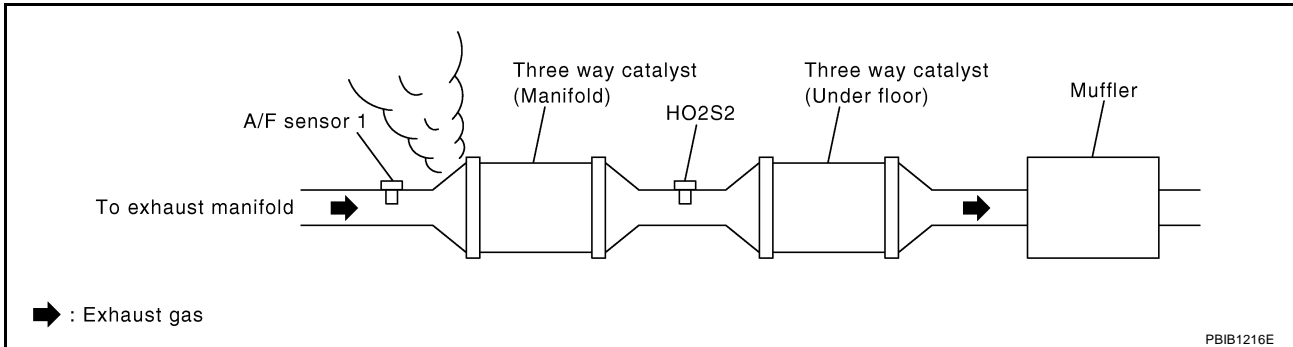 Three way catalyst
(Manifold)
Three way catalyst
(Under floor)
Muffler
A/F sensor 1
HO2S2
To exhaust manifold
: Exhaust gas
PBIB1216E